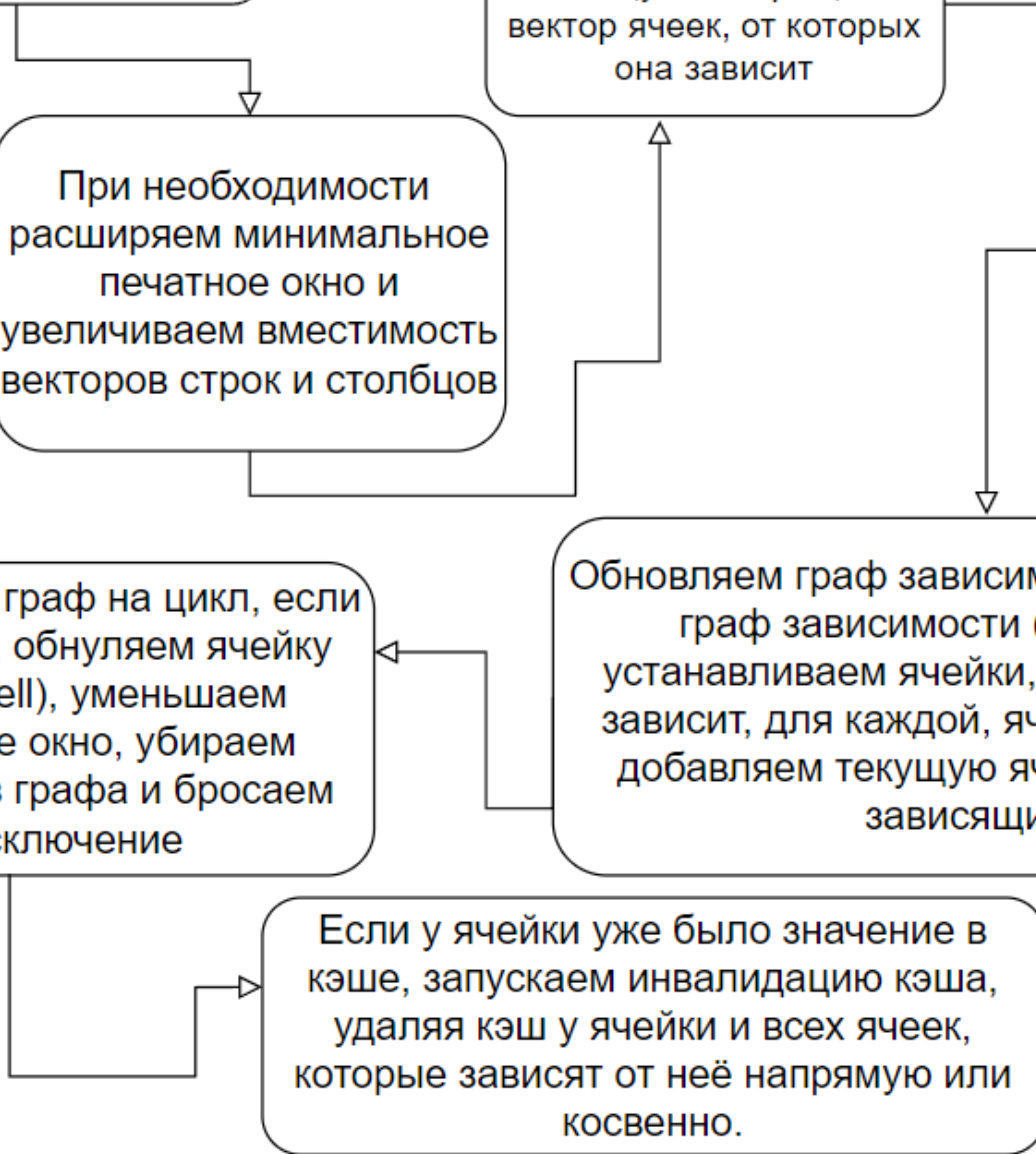 вектор ячеек, от которых
она зависит
При необходимости
расширяем минимальное
печатное окно и
увеличиваем вместимость
векторов строк и столбцов
Обновляем граф
граф зависимости
устанавливаем ячейки,
зависит, для каждой,
добавляем текущую
граф на цикл, если
обнуляем ячейку
уменьшаем
окно, убираем
графа и бросаем
Если у ячейки уже было значение в
кэше, запускаем инвалидацию кэша,
удаляя кэш у ячейки и всех ячеек,
которые зависят от неё напрямую или
косвенно.